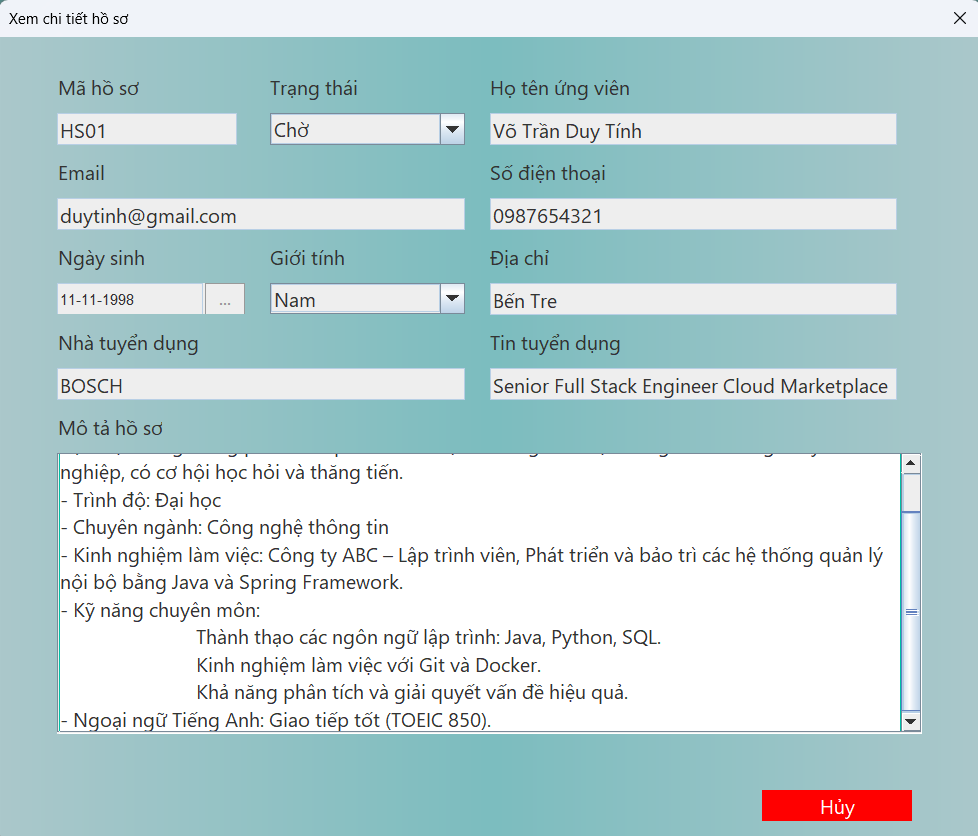 Xem chi tiết hồ sơ
Mã hồ sơ
Trạng thái
Họ tên ứng viên
HS01
Chờ
Võ Trần Duy Tính
Email
Số điện thoại
duytinh@gmail.com
0987654321
Ngày sinh
Giới tính
Địa chỉ
11-11-1998
...
Nam
Bến Tre
Nhà tuyển dụng
Tin tuyển dụng
BOSCH
Senior Full Stack Engineer Cloud Marketplace
Mô tả hồ sơ
nghiệp, có cơ hội học hỏi và thăng tiến.
- Trình độ: Đại học
- Chuyên ngành: Công nghệ thông tin
- Kinh nghiệm làm việc: Công ty ABC – Lập trình viên, Phát triển và bảo trì các hệ thống quản lý
nội bộ bằng Java và Spring Framework.
- Kỹ năng chuyên môn:
Thành thạo các ngôn ngữ lập trình: Java, Python, SQL.
Kinh nghiệm làm việc với Git và Docker.
Khả năng phân tích và giải quyết vấn đề hiệu quả.
- Ngoại ngữ Tiếng Anh: Giao tiếp tốt (TOEIC 850).
Hủy